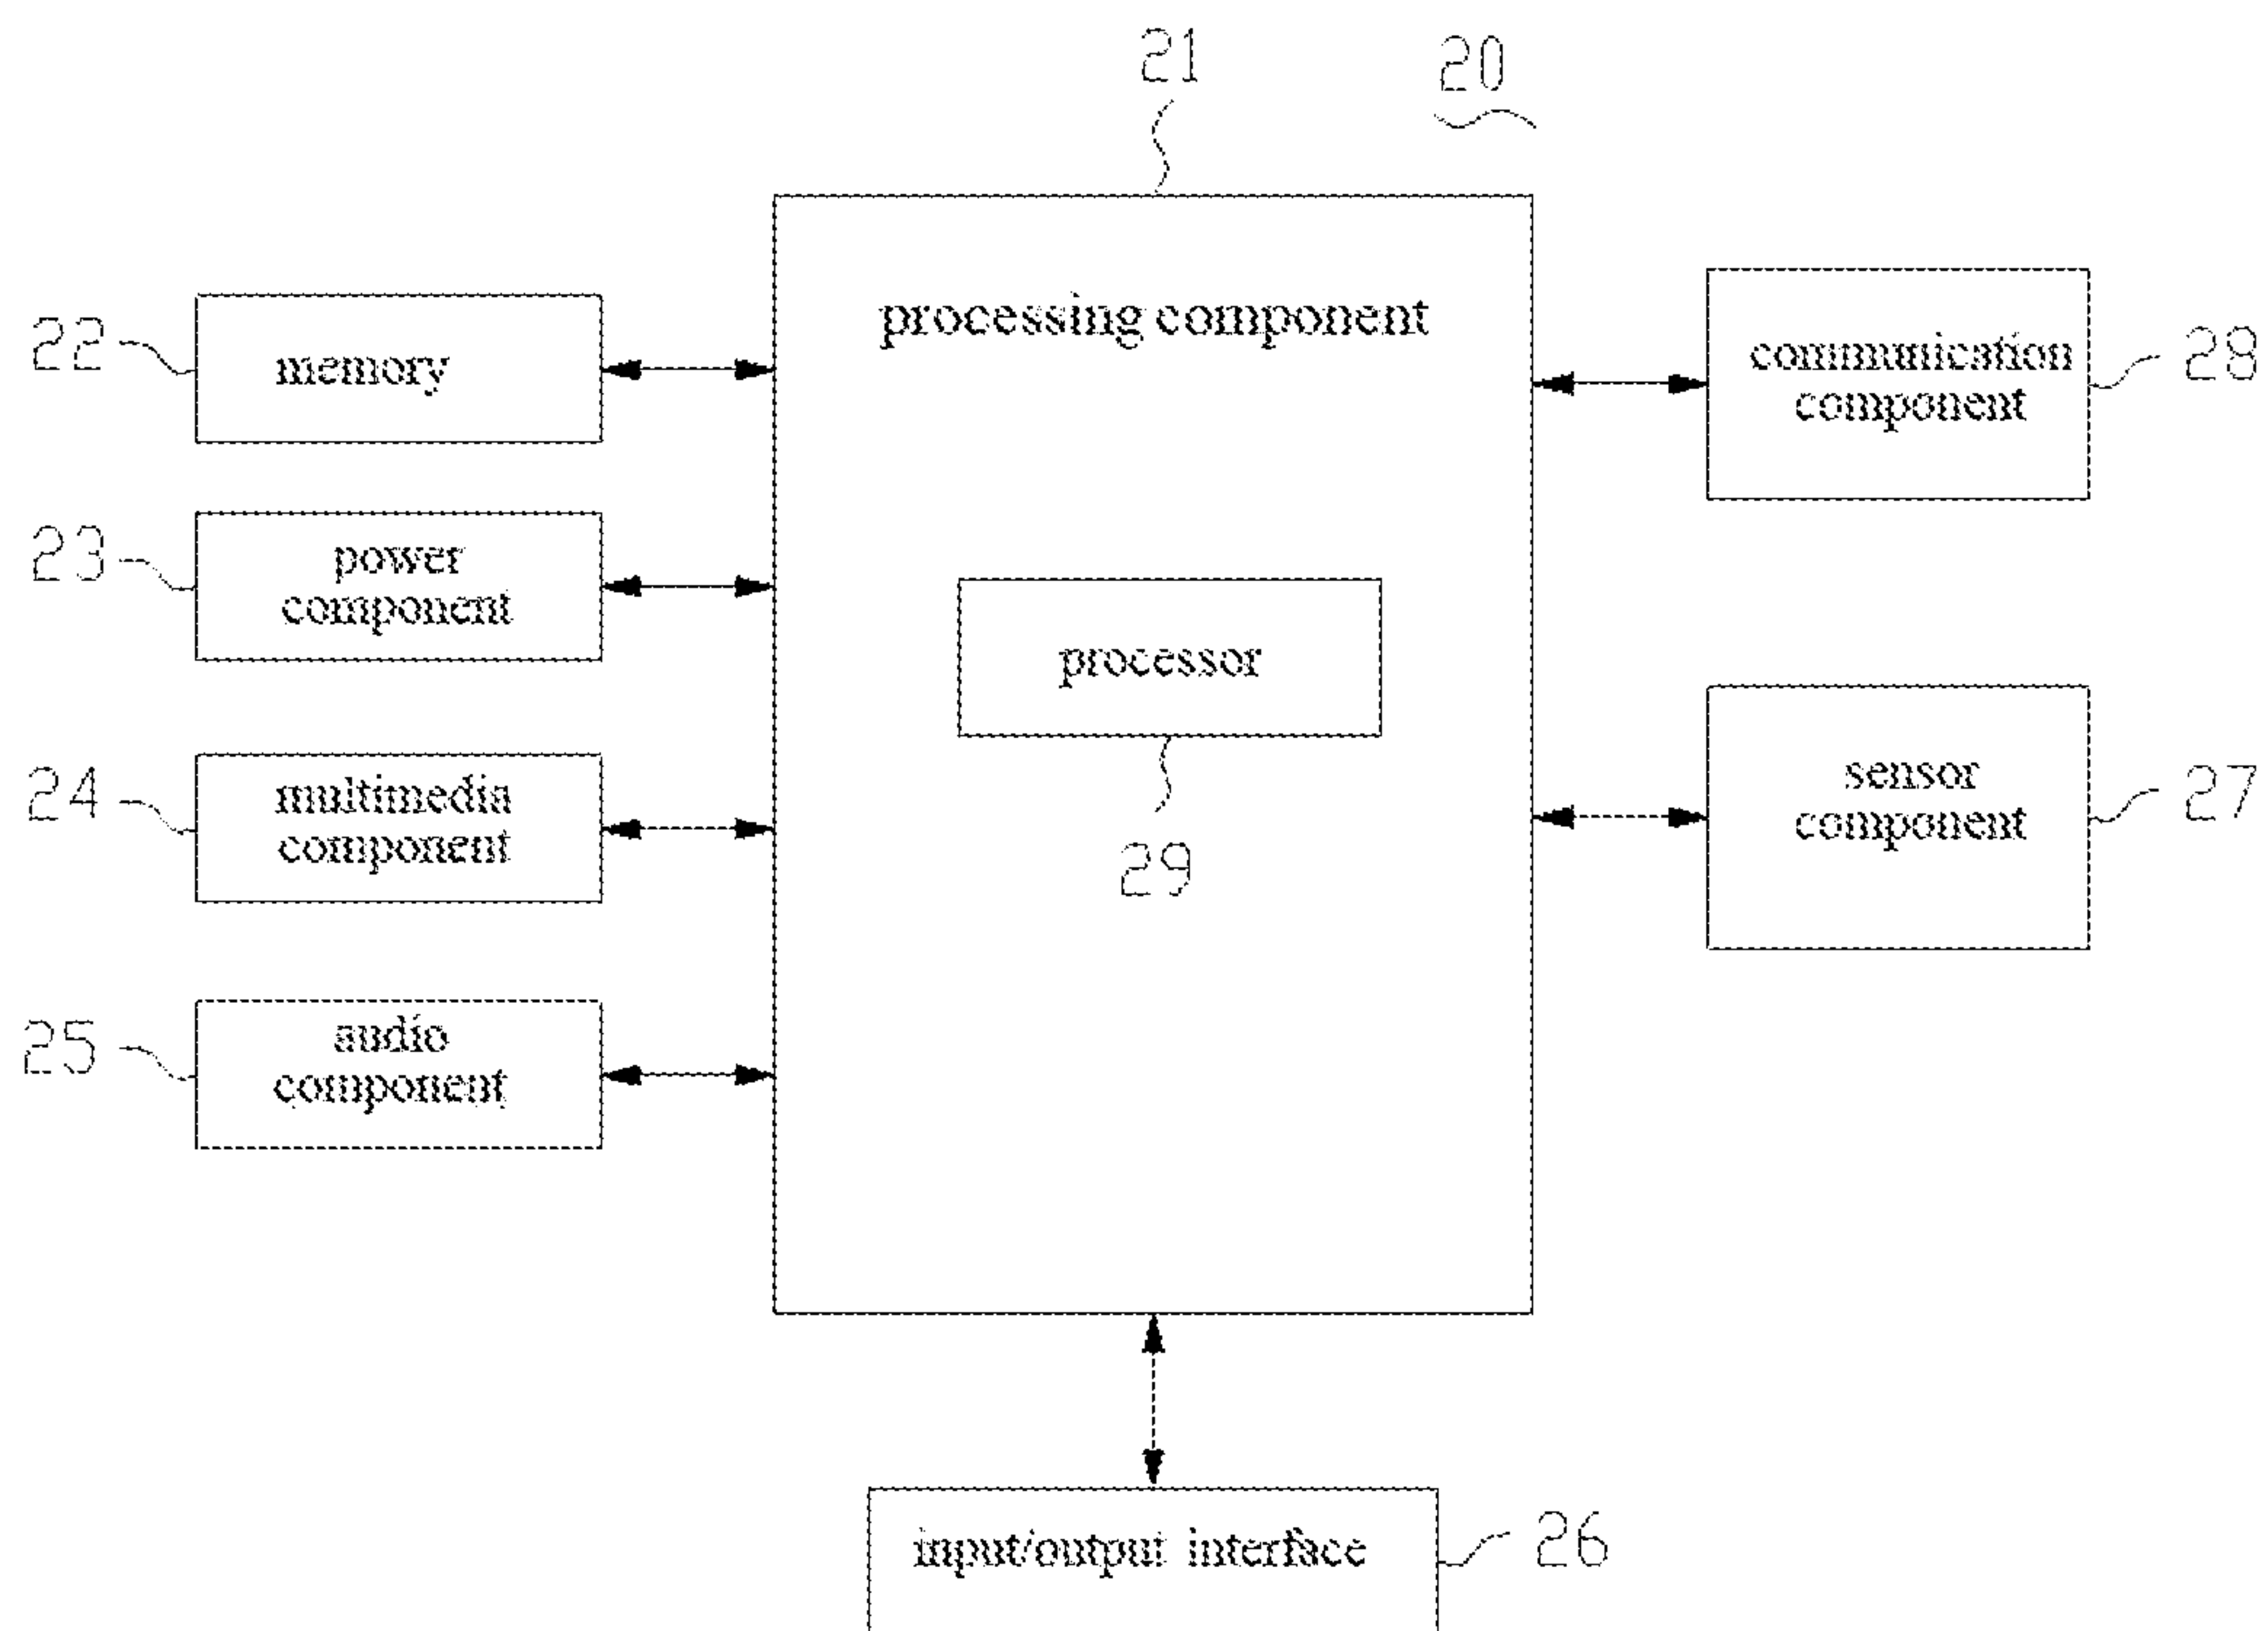 21
20
processing component
22
memory
communication
component
28
23
power
component
processor
29
24
multimedia
component
sensor
component
27
25
audio
component
input/output interface
26